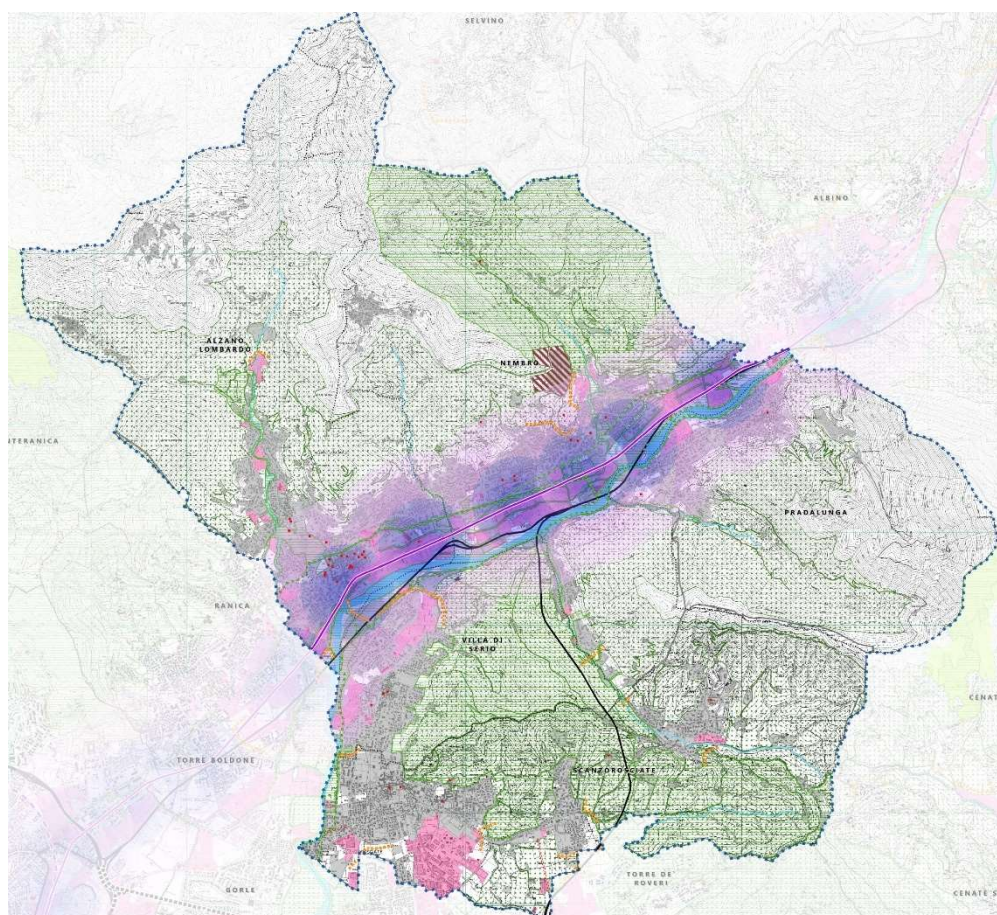 SELVINO
ALBINO
ALZANO
LOMBARDO
NEMBRO
NTERANICA
PRADALUNGA
RANICA
VILLA DI
SERIO
CENAT
TORRE BOLDONE
SCANZOROSCIATE
TORRE DE'
ROVERI
GORLE
CENATE S